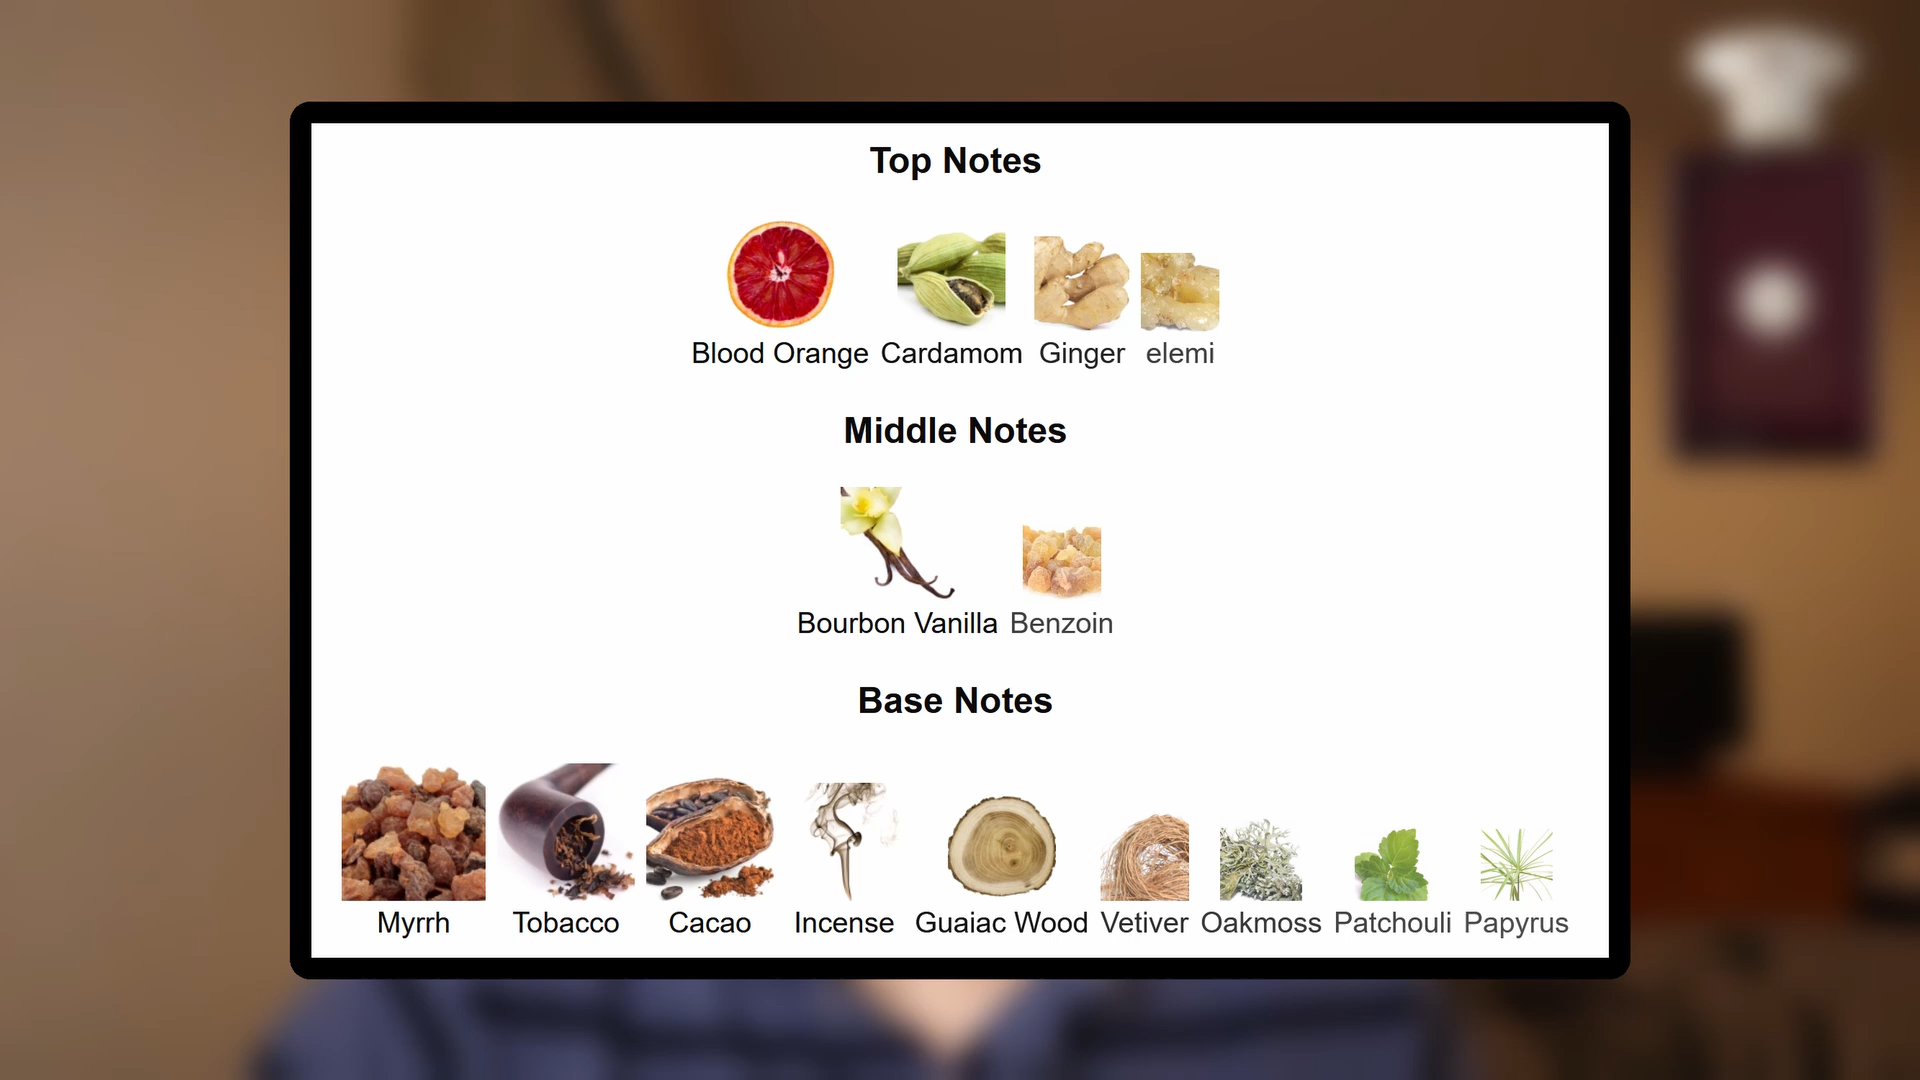 Top Notes
Blood Orange Cardamom Ginger elemi
Middle Notes
Bourbon Vanilla Benzoin
Base Notes
Myrrh Tobacco Cacao Incense Guaiac Wood Vetiver Oakmoss Patchouli Papyrus